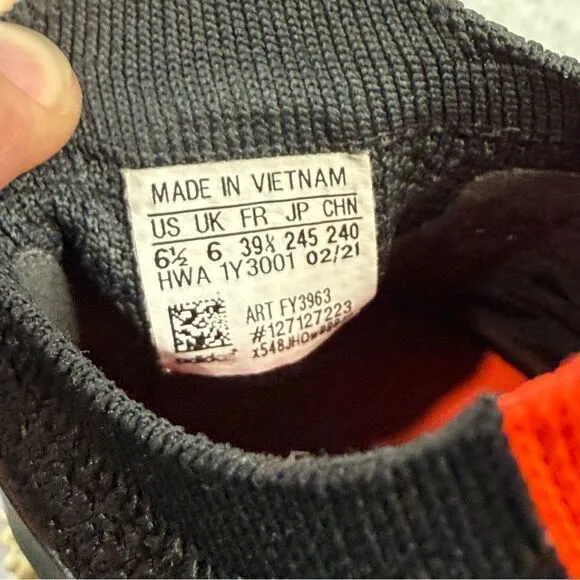 MADE IN VIETNAM
US UK FR JP CHN
6½ 6 39⅓ 245 240
HWA 1Y3001 02/21
ART FY3963
#127127223
adidas